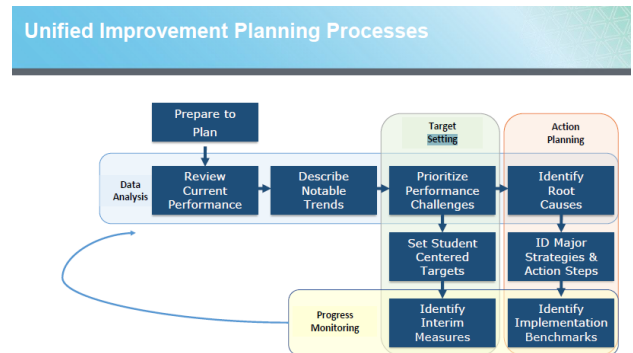 Unified Improvement Planning Processes
Prepare to
Plan
Target
Setting
Action
Planning
Data
Analysis
Review
Current
Performance
Describe
Notable
Trends
Prioritize
Performance
Challenges
Identify
Root
Causes
Set Student
Centered
Targets
ID Major
Strategies &
Action Steps
Progress
Monitoring
Identify
Interim
Measures
Identify
Implementation
Benchmarks